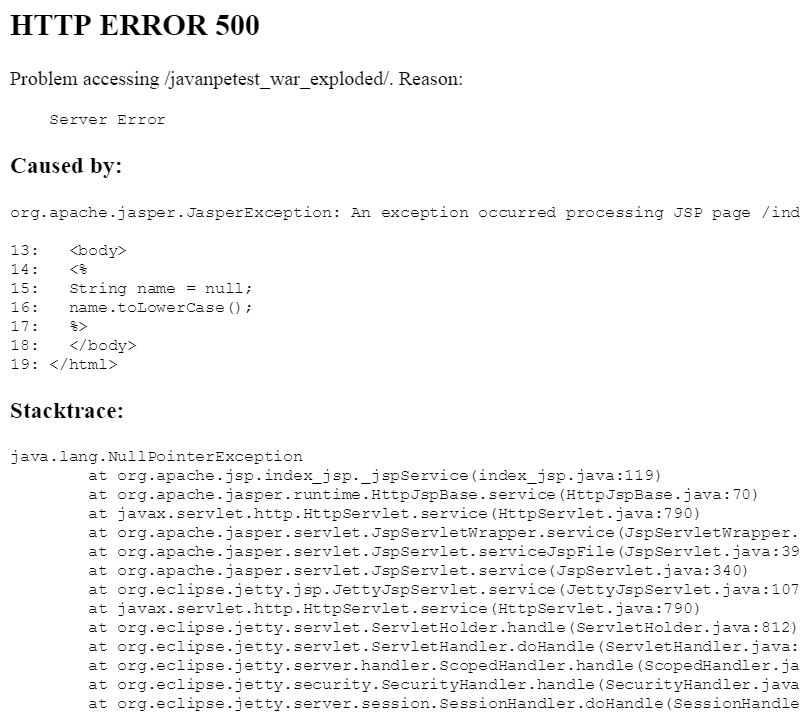 HTTP ERROR 500
Problem accessing /javanpetest_war_exploded/. Reason:
Server Error
Caused by:
org.apache.jasper.JasperException: An exception occurred processing JSP page /ind
13:   <body>
14:   <%
15:   String name = null;
16:   name.toLowerCase();
17:   %>
18:   </body>
19: </html>
Stacktrace:
java.lang.NullPointerException
at org.apache.jsp.index_jsp._jspService(index_jsp.java:119)
at org.apache.jasper.runtime.HttpJspBase.service(HttpJspBase.java:70)
at javax.servlet.http.HttpServlet.service(HttpServlet.java:790)
at org.apache.jasper.servlet.JspServletWrapper.service(JspServletWrapper.
at org.apache.jasper.servlet.JspServlet.serviceJspFile(JspServlet.java:39
at org.apache.jasper.servlet.JspServlet.service(JspServlet.java:340)
at org.eclipse.jetty.jsp.JettyJspServlet.service(JettyJspServlet.java:107
at javax.servlet.http.HttpServlet.service(HttpServlet.java:790)
at org.eclipse.jetty.servlet.ServletHolder.handle(ServletHolder.java:812)
at org.eclipse.jetty.servlet.ServletHandler.doHandle(ServletHandler.java:
at org.eclipse.jetty.server.handler.ScopedHandler.handle(ScopedHandler.ja
at org.eclipse.jetty.security.SecurityHandler.handle(SecurityHandler.java
at org.eclipse.jetty.server.session.SessionHandler.doHandle(SessionHandle